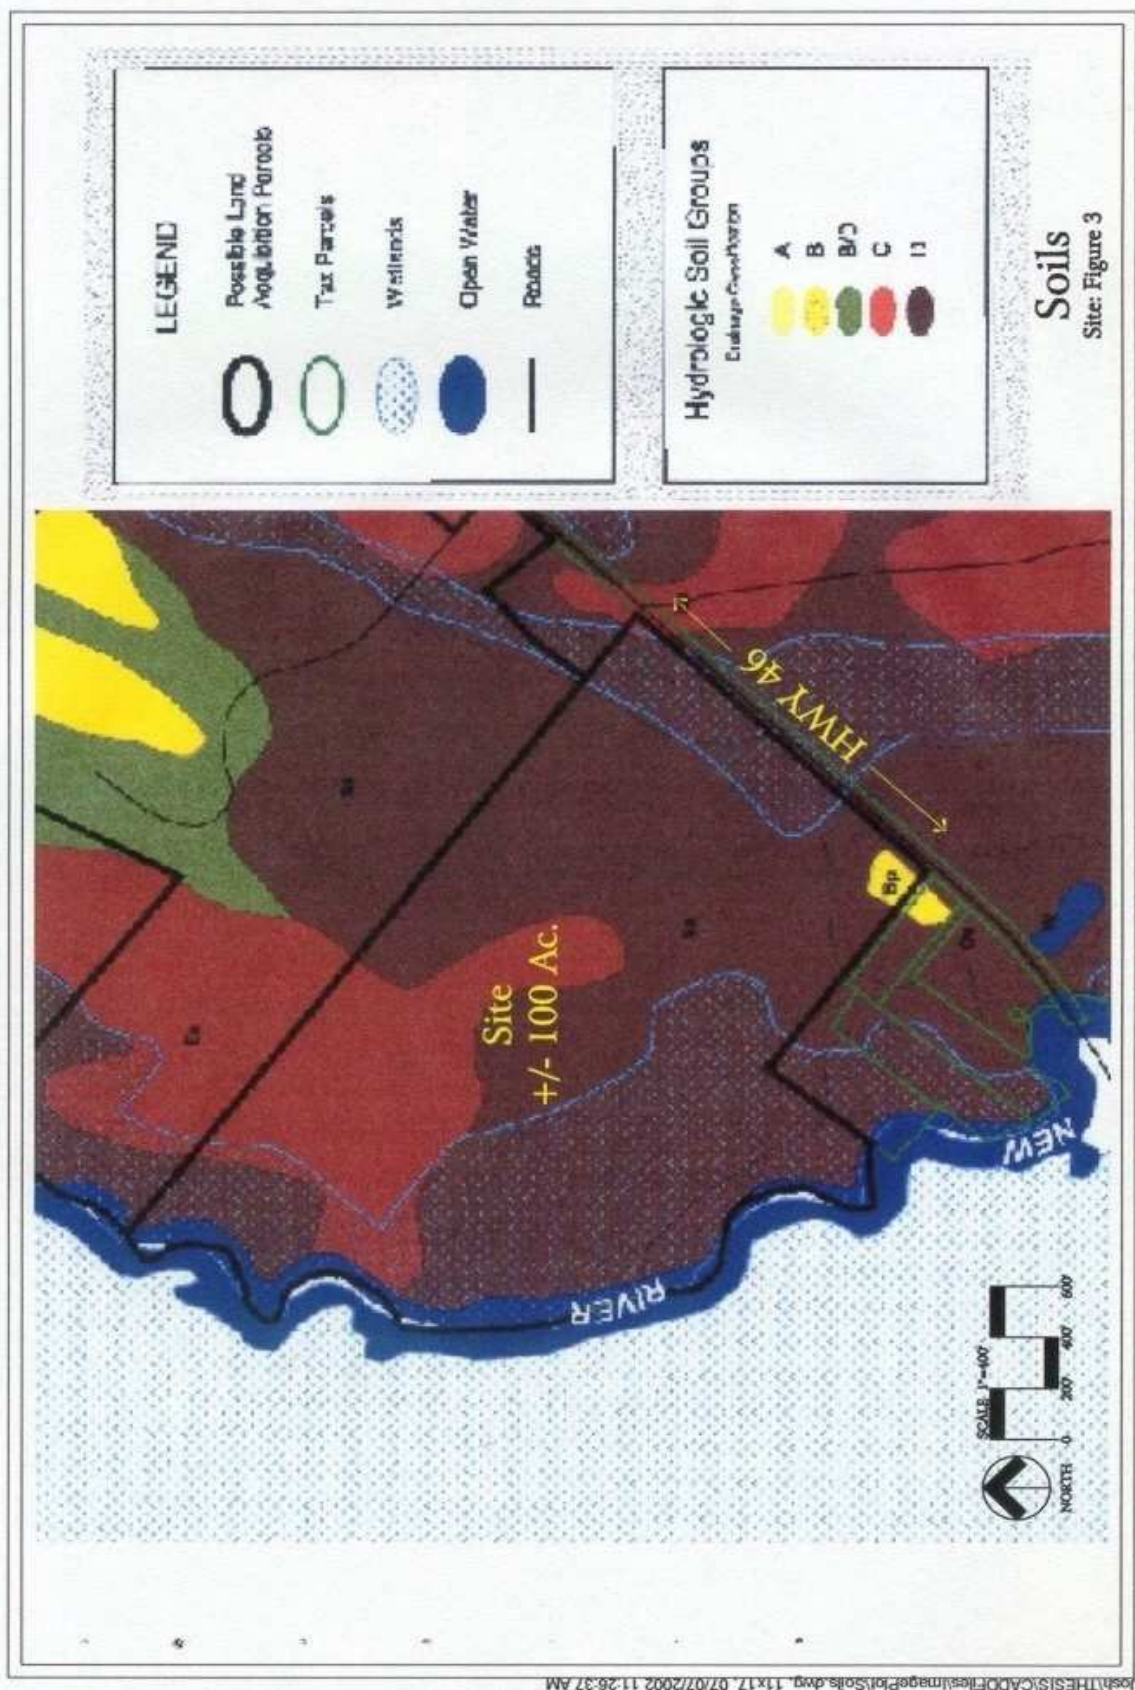 LEGEND
Possible Land
Acquisition Parcels
Tax Parcels
Wetlands
Open Water
Roads
Hydrologic Soil Groups
A
B
B/D
C
D
Soils
Site: Figure 3
Site
+/- 100 Ac.
HWY 46
Bp
NEW
RIVER
SCALE 1"=400'
0 200' 400' 600'
NORTH
osh\THESIS\CADDFiles\ImagePlot\Soils.dwg, 11x17, 07/07/2002 11:26:37 AM